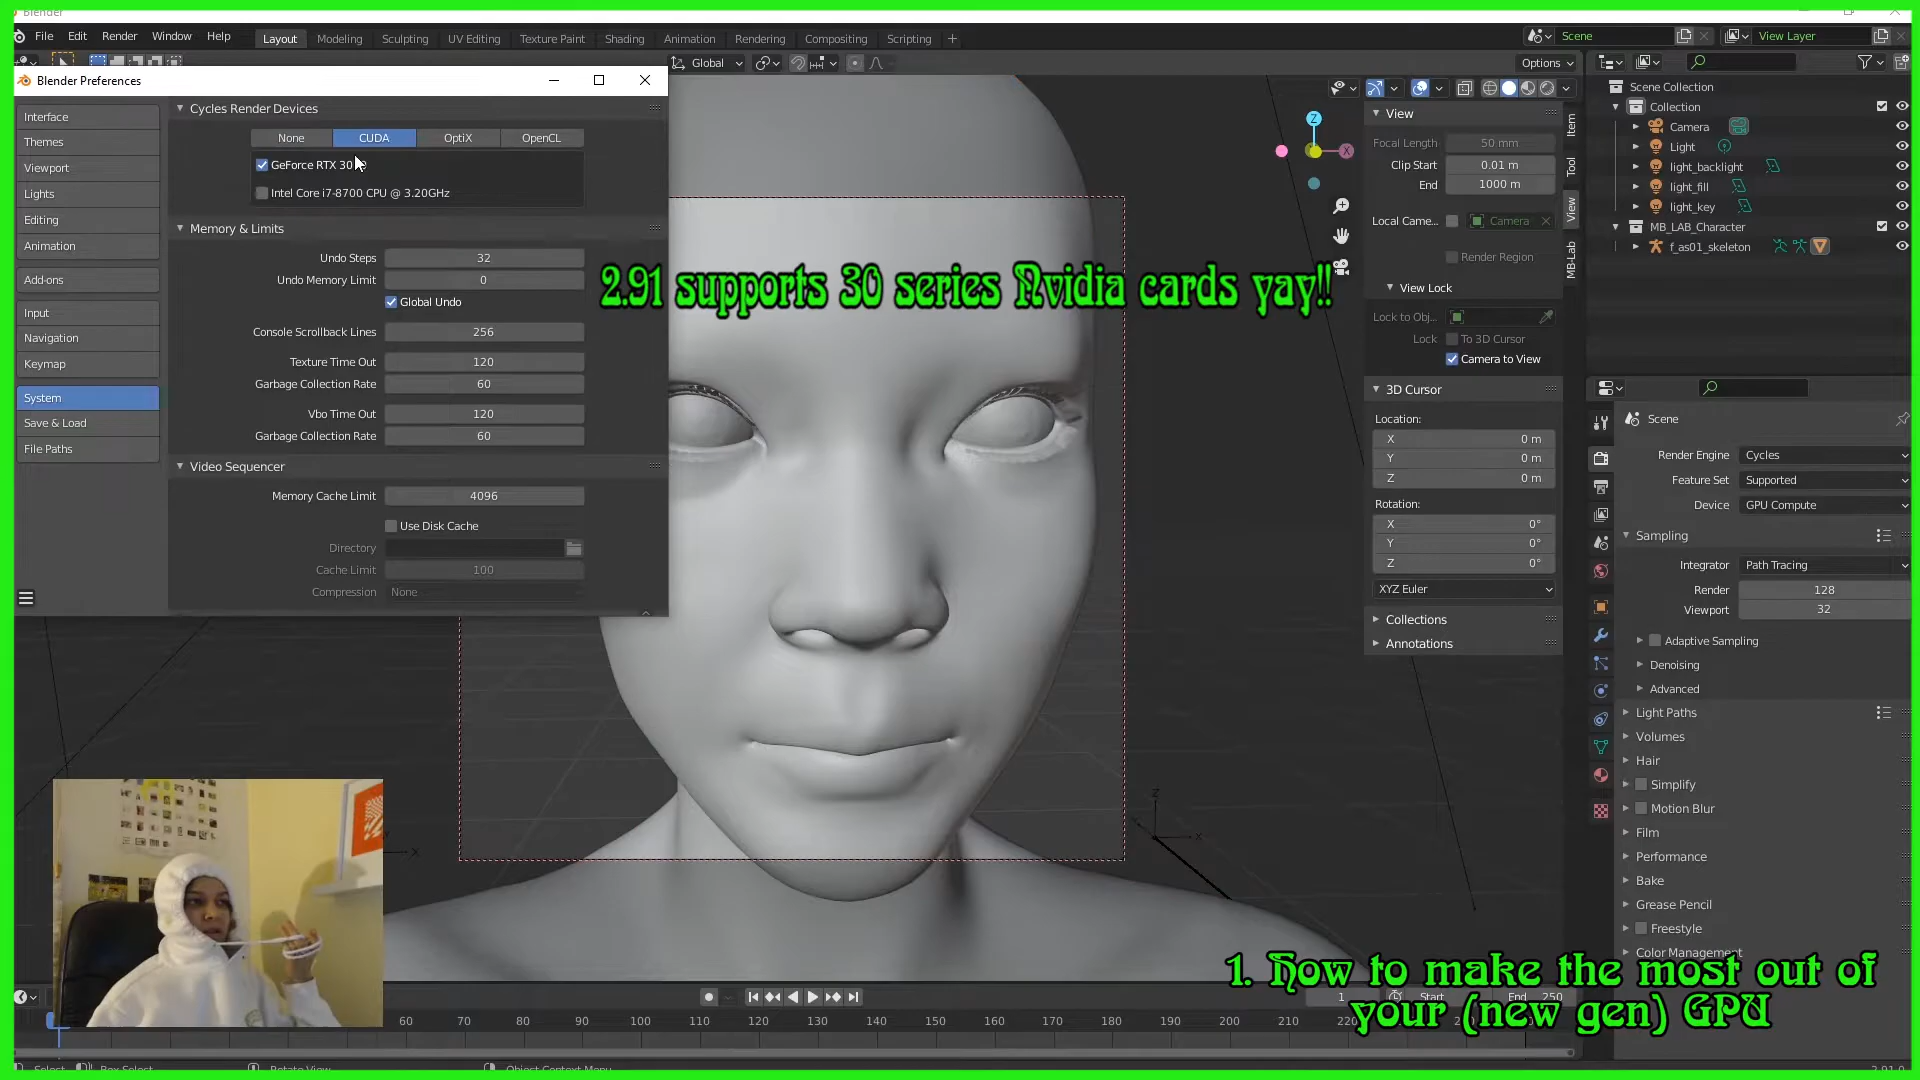 Blender
File Edit Render Window Help
Layout Modeling Sculpting UV Editing Texture Paint Shading Animation Rendering Compositing Scripting +
Scene
View Layer
Global
Options
Blender Preferences
Interface
Themes
Viewport
Lights
Editing
Animation
Add-ons
Input
Navigation
Keymap
System
Save & Load
File Paths
Cycles Render Devices
None CUDA OptiX OpenCL
GeForce RTX 30
Intel Core i7-8700 CPU @ 3.20GHz
Memory & Limits
Undo Steps 32
Undo Memory Limit 0
Global Undo
Console Scrollback Lines 256
Texture Time Out 120
Garbage Collection Rate 60
Vbo Time Out 120
Garbage Collection Rate 60
Video Sequencer
Memory Cache Limit 4096
Use Disk Cache
Directory
Cache Limit 100
Compression None
2.91 supports 30 series Nvidia cards yay!!
Z
X
View
Focal Length 50 mm
Clip Start 0.01 m
End 1000 m
Local Came... Camera
Render Region
View Lock
Lock to Obj...
Lock To 3D Cursor
Camera to View
3D Cursor
Location:
X 0 m
Y 0 m
Z 0 m
Rotation:
X 0°
Y 0°
Z 0°
XYZ Euler
Collections
Annotations
Item
Tool
View
MB-Lab
Scene Collection
Collection
Camera
Light
light_backlight
light_fill
light_key
MB_LAB_Character
f_as01_skeleton
Scene
Render Engine Cycles
Feature Set Supported
Device GPU Compute
Sampling
Integrator Path Tracing
Render 128
Viewport 32
Adaptive Sampling
Denoising
Advanced
Light Paths
Volumes
Hair
Simplify
Motion Blur
Film
Performance
Bake
Grease Pencil
Freestyle
Color Management
1. How to make the most out of
your (new gen) GPU
1 Start End 250
60 70 80 90 100 110 120 130 140 150 160 170 180 190 200 210
Select Box Select Rotate View Object Context Menu 2.91.0